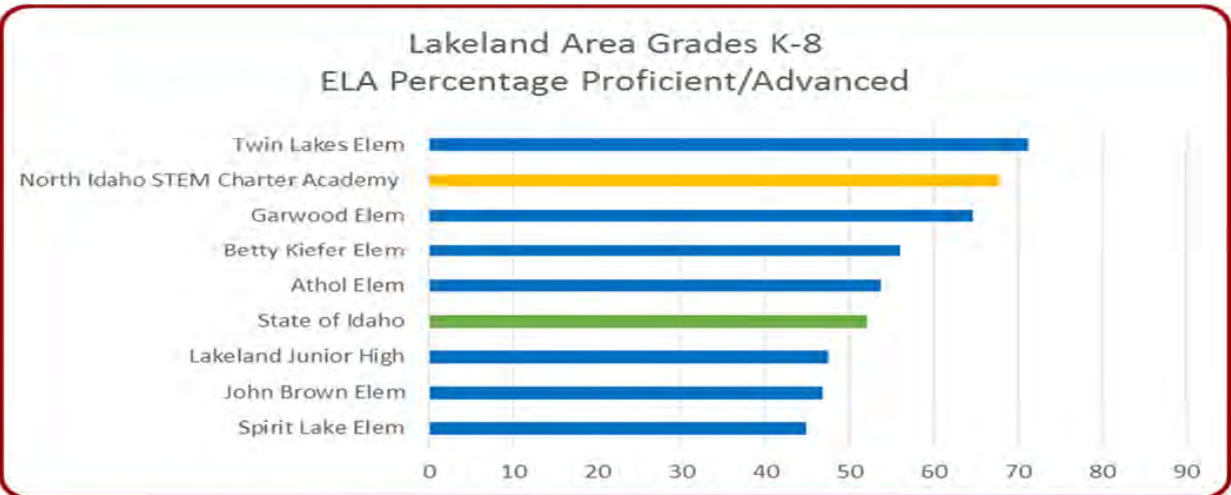 Lakeland Area Grades K-8
ELA Percentage Proficient/Advanced
Twin Lakes Elem
North Idaho STEM Charter Academy
Garwood Elem
Betty Kiefer Elem
Athol Elem
State of Idaho
Lakeland Junior High
John Brown Elem
Spirit Lake Elem
0 10 20 30 40 50 60 70 80 90